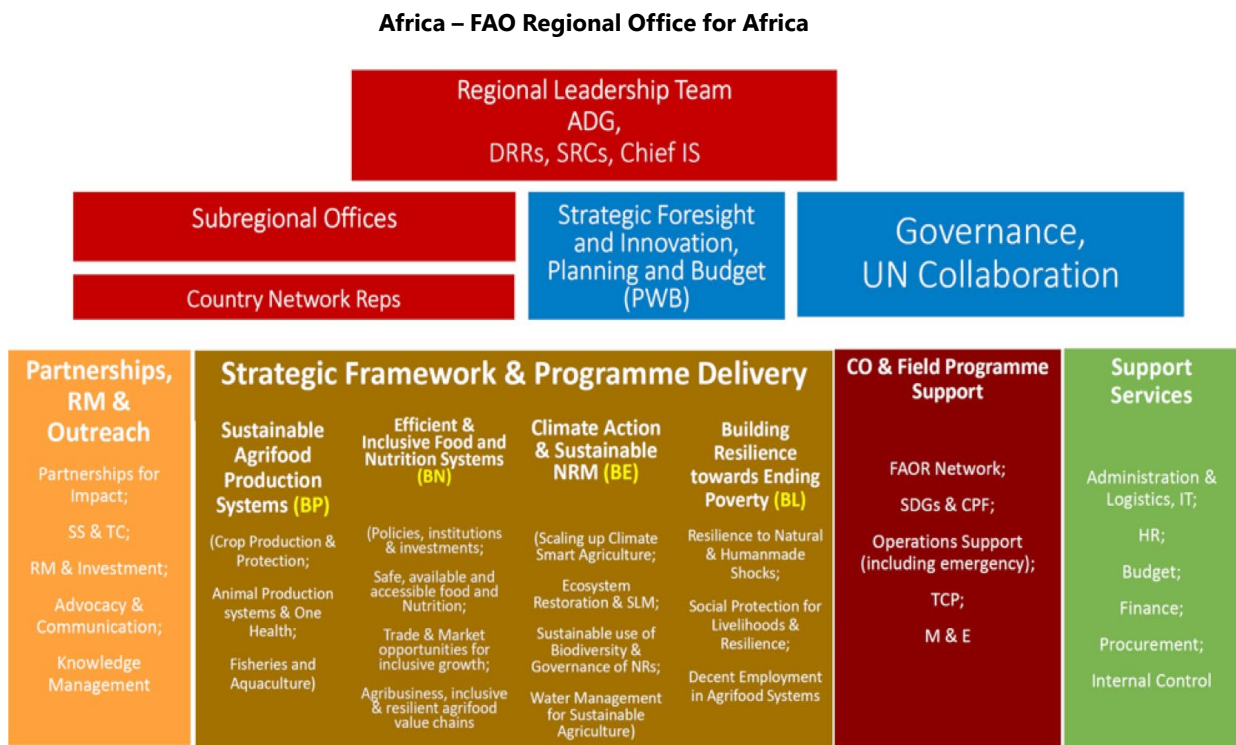 Africa – FAO Regional Office for Africa
Regional Leadership Team
ADG,
DRRs, SRCs, Chief IS
Subregional Offices
Country Network Reps
Strategic Foresight
and Innovation,
Planning and Budget
(PWB)
Governance,
UN Collaboration
Partnerships,
RM &
Outreach
Partnerships for
Impact;
SS & TC;
RM & Investment;
Advocacy &
Communication;
Knowledge
Management
Strategic Framework & Programme Delivery
Sustainable
Agrifood
Production
Systems (BP)
(Crop Production &
Protection;
Animal Production
systems & One
Health;
Fisheries and
Aquaculture)
Efficient &
Inclusive Food and
Nutrition Systems
(BN)
(Policies, institutions
& investments;
Safe, available and
accessible food and
Nutrition;
Trade & Market
opportunities for
inclusive growth;
Agribusiness, inclusive
& resilient agrifood
value chains
Climate Action
& Sustainable
NRM (BE)
(Scaling up Climate
Smart Agriculture;
Ecosystem
Restoration & SLM;
Sustainable use of
Biodiversity &
Governance of NRs;
Water Management
for Sustainable
Agriculture)
Building
Resilience
towards Ending
Poverty (BL)
Resilience to Natural
& Humanmade
Shocks;
Social Protection for
Livelihoods &
Resilience;
Decent Employment
in Agrifood Systems
CO & Field Programme
Support
FAOR Network;
SDGs & CPF;
Operations Support
(including emergency);
TCP;
M & E
Support
Services
Administration &
Logistics, IT;
HR;
Budget;
Finance;
Procurement;
Internal Control